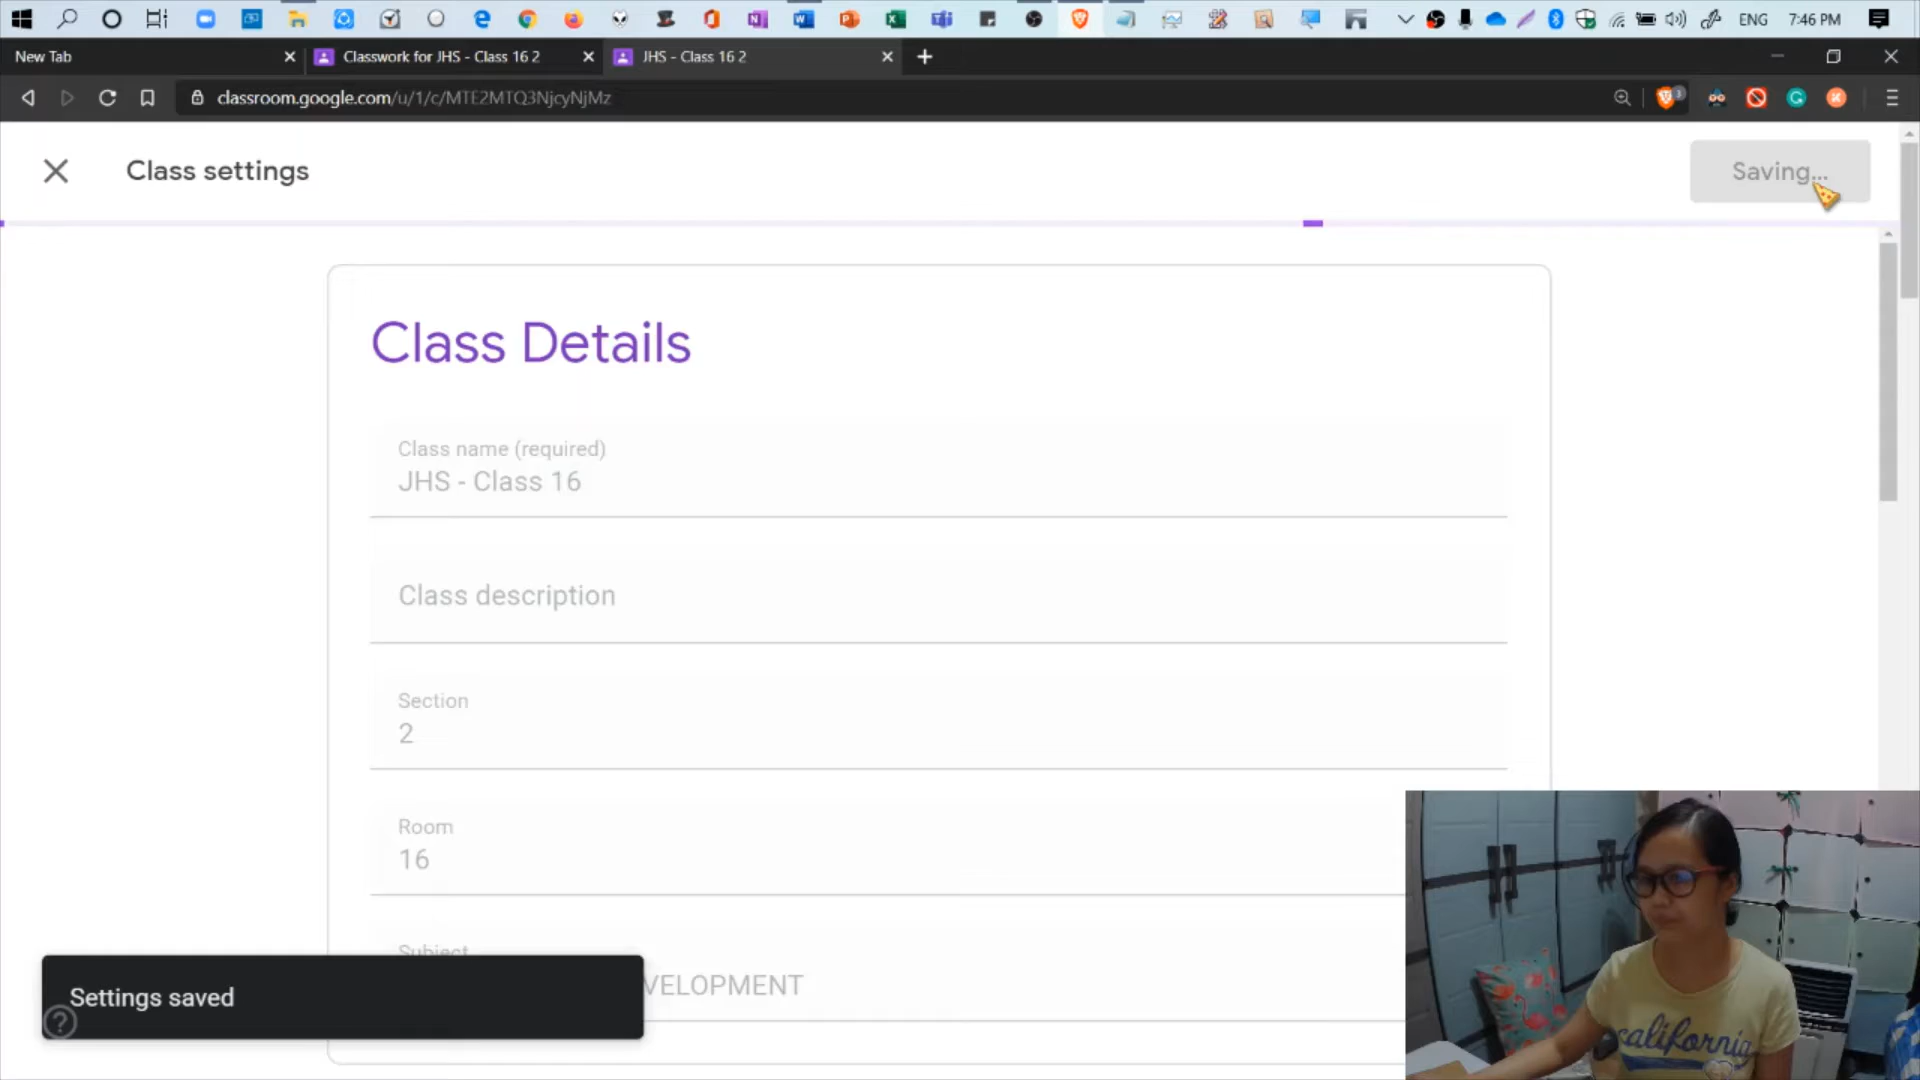 ENG
7:46 PM
New Tab
Classwork for JHS - Class 16 2
JHS - Class 16 2
classroom.google.com/u/1/c/MTE2MTQ3NjcyNjMz
3
Class settings
Saving...
Class Details
Class name (required)
JHS - Class 16
Class description
Section
2
Room
16
Subject
VELOPMENT
Settings saved
california